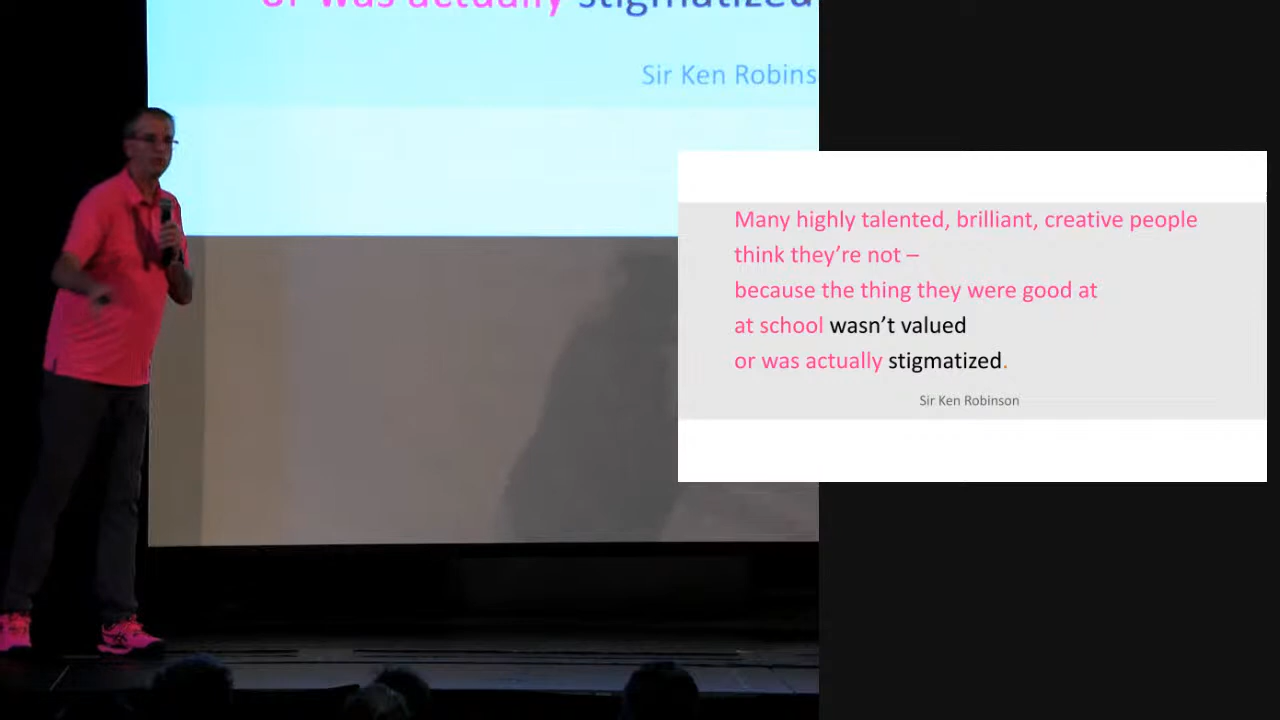 or was actually stigmatized
Sir Ken Robins
Many highly talented, brilliant, creative people
think they're not –
because the thing they were good at
at school wasn't valued
or was actually stigmatized.
Sir Ken Robinson